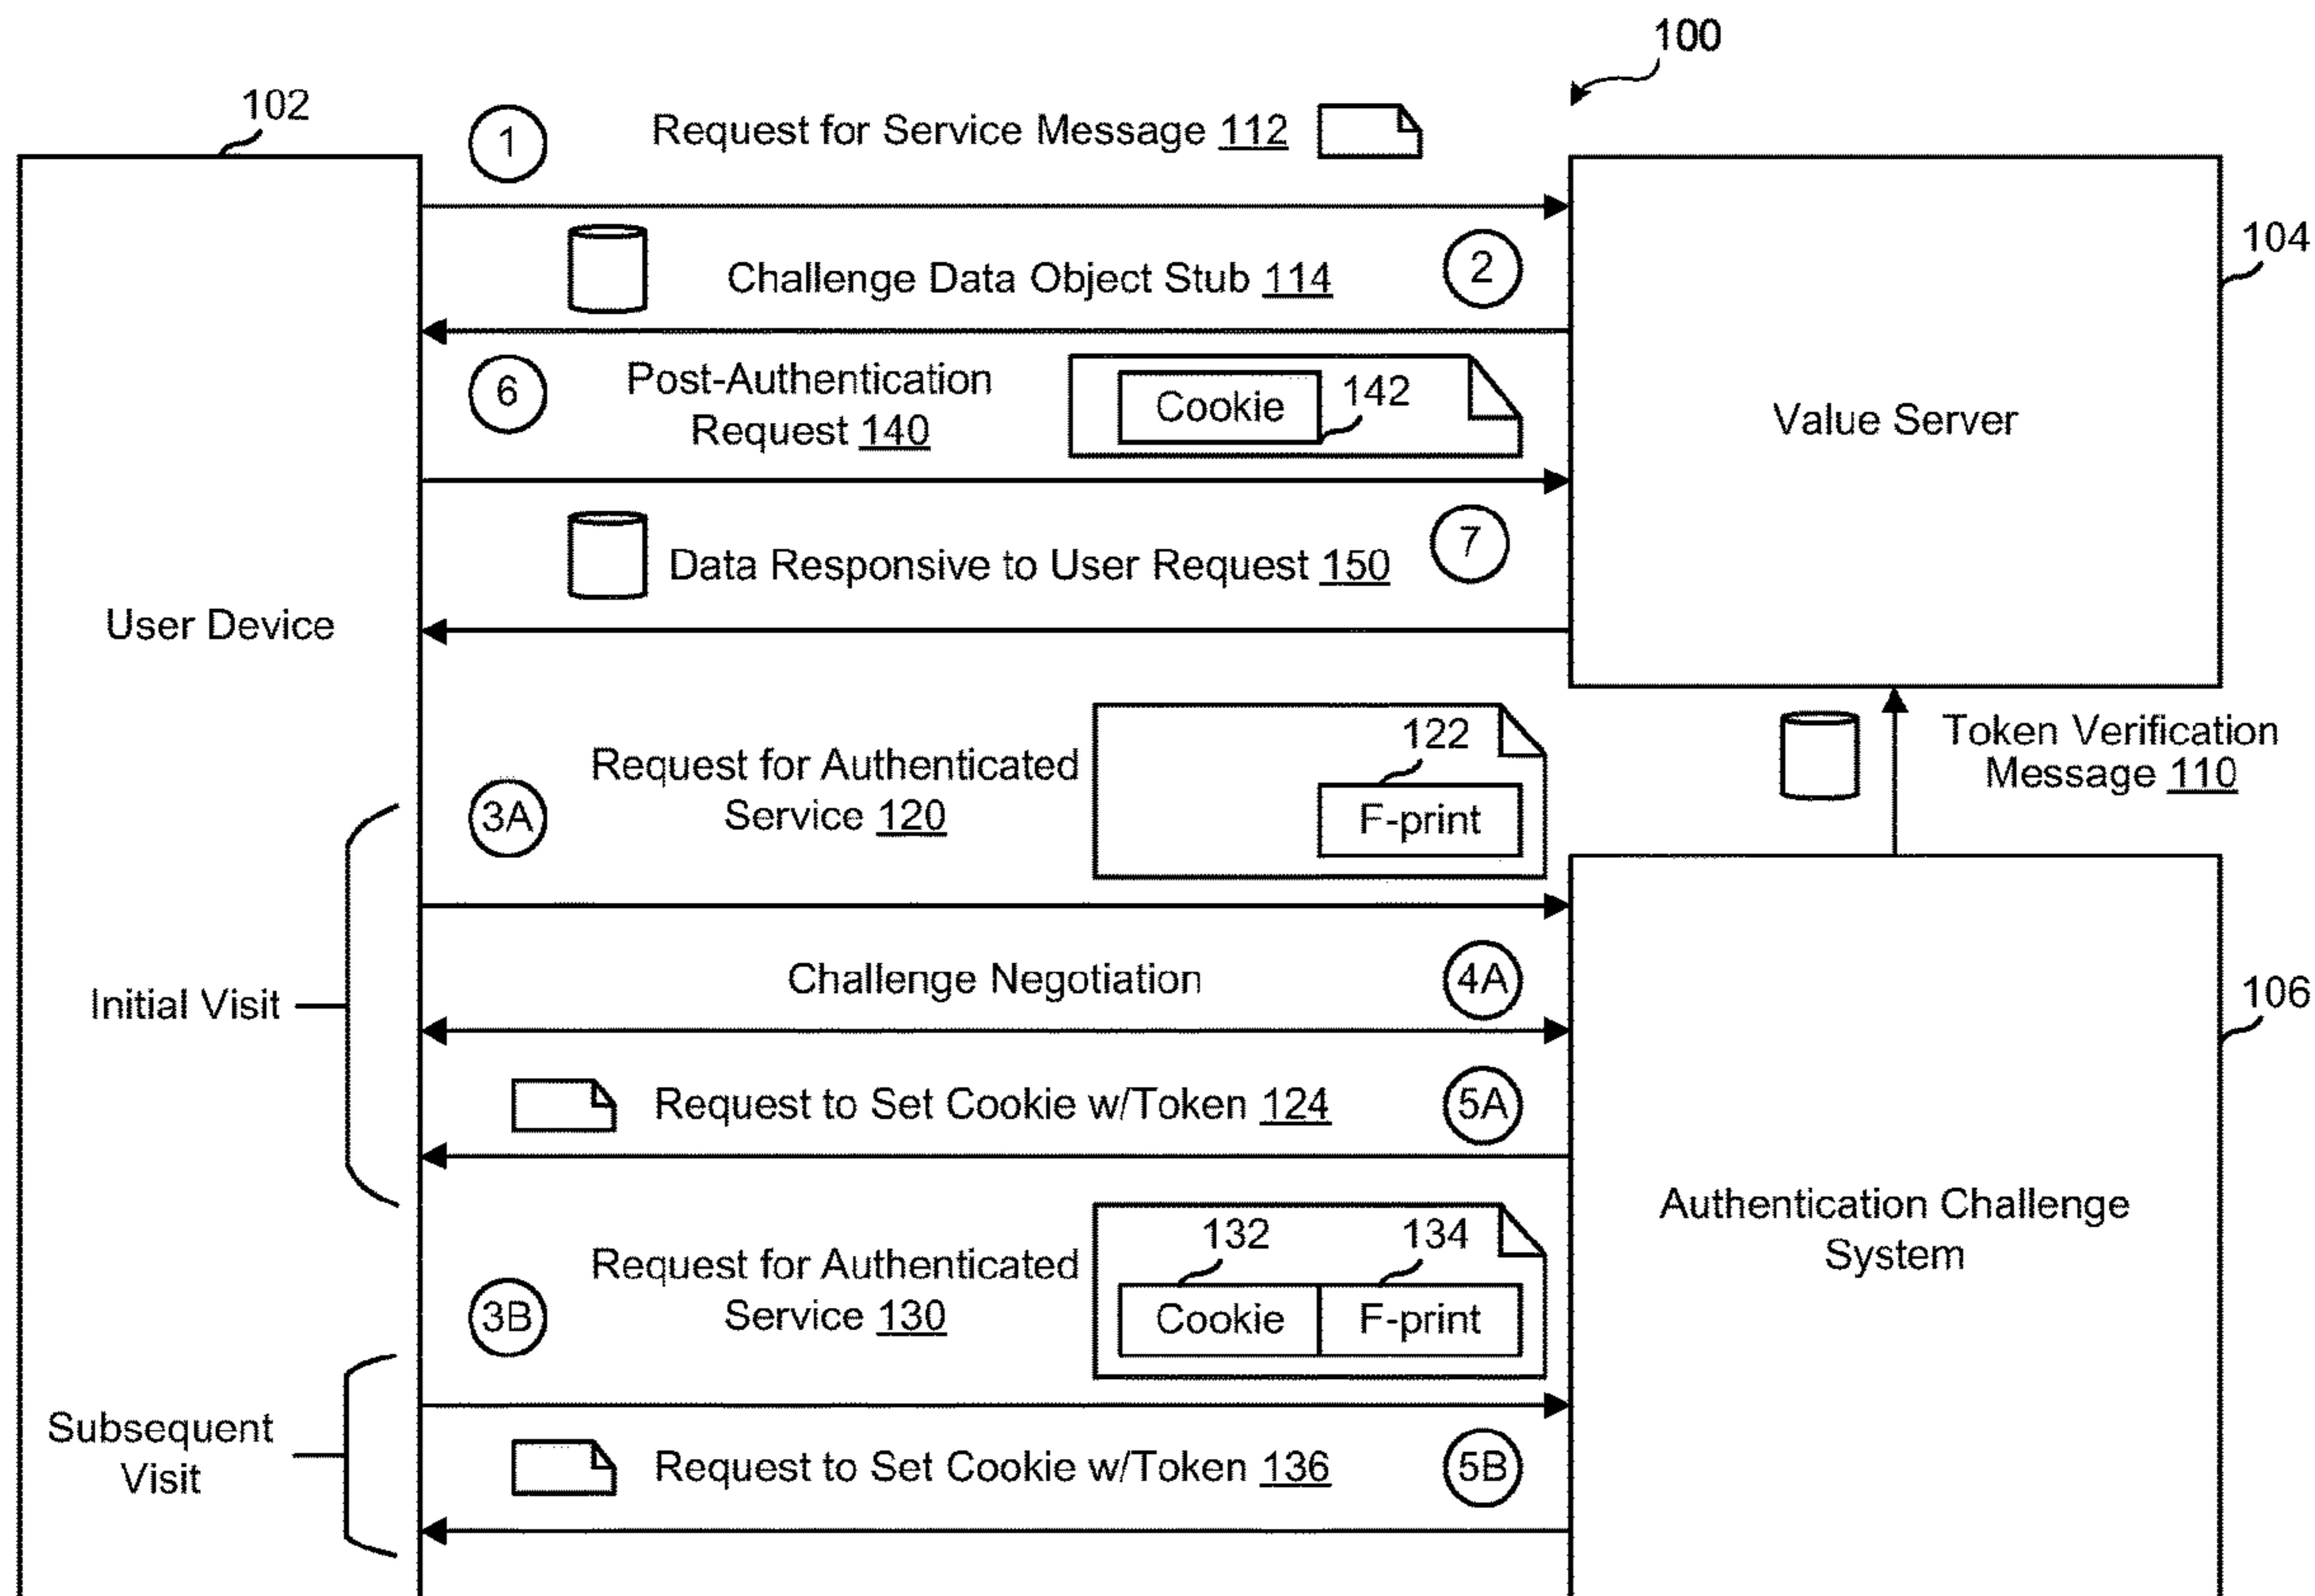 100
102
1
Request for Service Message 112
104
2
Challenge Data Object Stub 114
6
Post-Authentication
Request 140
Cookie
142
Value Server
7
Data Responsive to User Request 150
User Device
122
Token Verification
Message 110
3A
Request for Authenticated
Service 120
F-print
Initial Visit
Challenge Negotiation
4A
106
Request to Set Cookie w/Token 124
5A
Authentication Challenge
System
132
134
3B
Request for Authenticated
Service 130
Cookie
F-print
Subsequent
Visit
Request to Set Cookie w/Token 136
5B